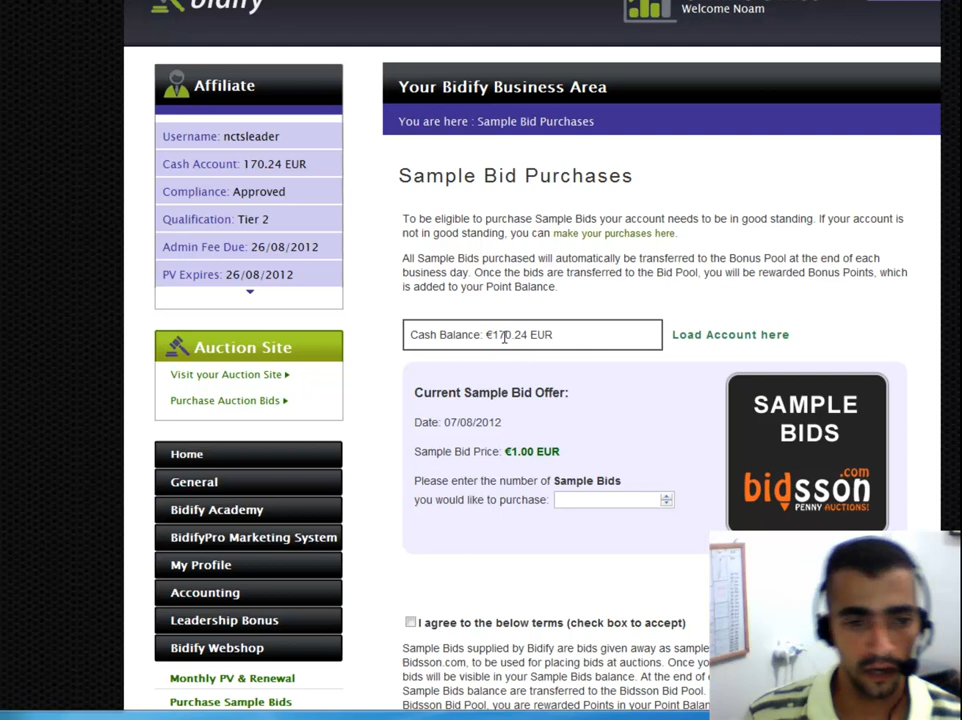 bidify
Welcome Noam
Affiliate
Username: nctsleader
Cash Account: 170.24 EUR
Compliance: Approved
Qualification: Tier 2
Admin Fee Due: 26/08/2012
PV Expires: 26/08/2012
Auction Site
Visit your Auction Site
Purchase Auction Bids
Home
General
Bidify Academy
BidifyPro Marketing System
My Profile
Accounting
Leadership Bonus
Bidify Webshop
Monthly PV & Renewal
Purchase Sample Bids
Your Bidify Business Area
You are here : Sample Bid Purchases
Sample Bid Purchases
To be eligible to purchase Sample Bids your account needs to be in good standing. If your account is
not in good standing, you can make your purchases here.
All Sample Bids purchased will automatically be transferred to the Bonus Pool at the end of each
business day. Once the bids are transferred to the Bid Pool, you will be rewarded Bonus Points, which
is added to your Point Balance.
Cash Balance: €170.24 EUR
Load Account here
Current Sample Bid Offer:
Date: 07/08/2012
Sample Bid Price: €1.00 EUR
Please enter the number of Sample Bids
you would like to purchase:
SAMPLE
BIDS
bidsson.com
PENNY AUCTIONS!
I agree to the below terms (check box to accept)
Sample Bids supplied by Bidify are bids given away as sample
Bidsson.com, to be used for placing bids at auctions. Once yo
bids will be visible in your Sample Bids balance. At the end of
Sample Bids balance are transferred to the Bidsson Bid Pool.
Bidsson Bid Pool, you are rewarded Points in your Point Balan